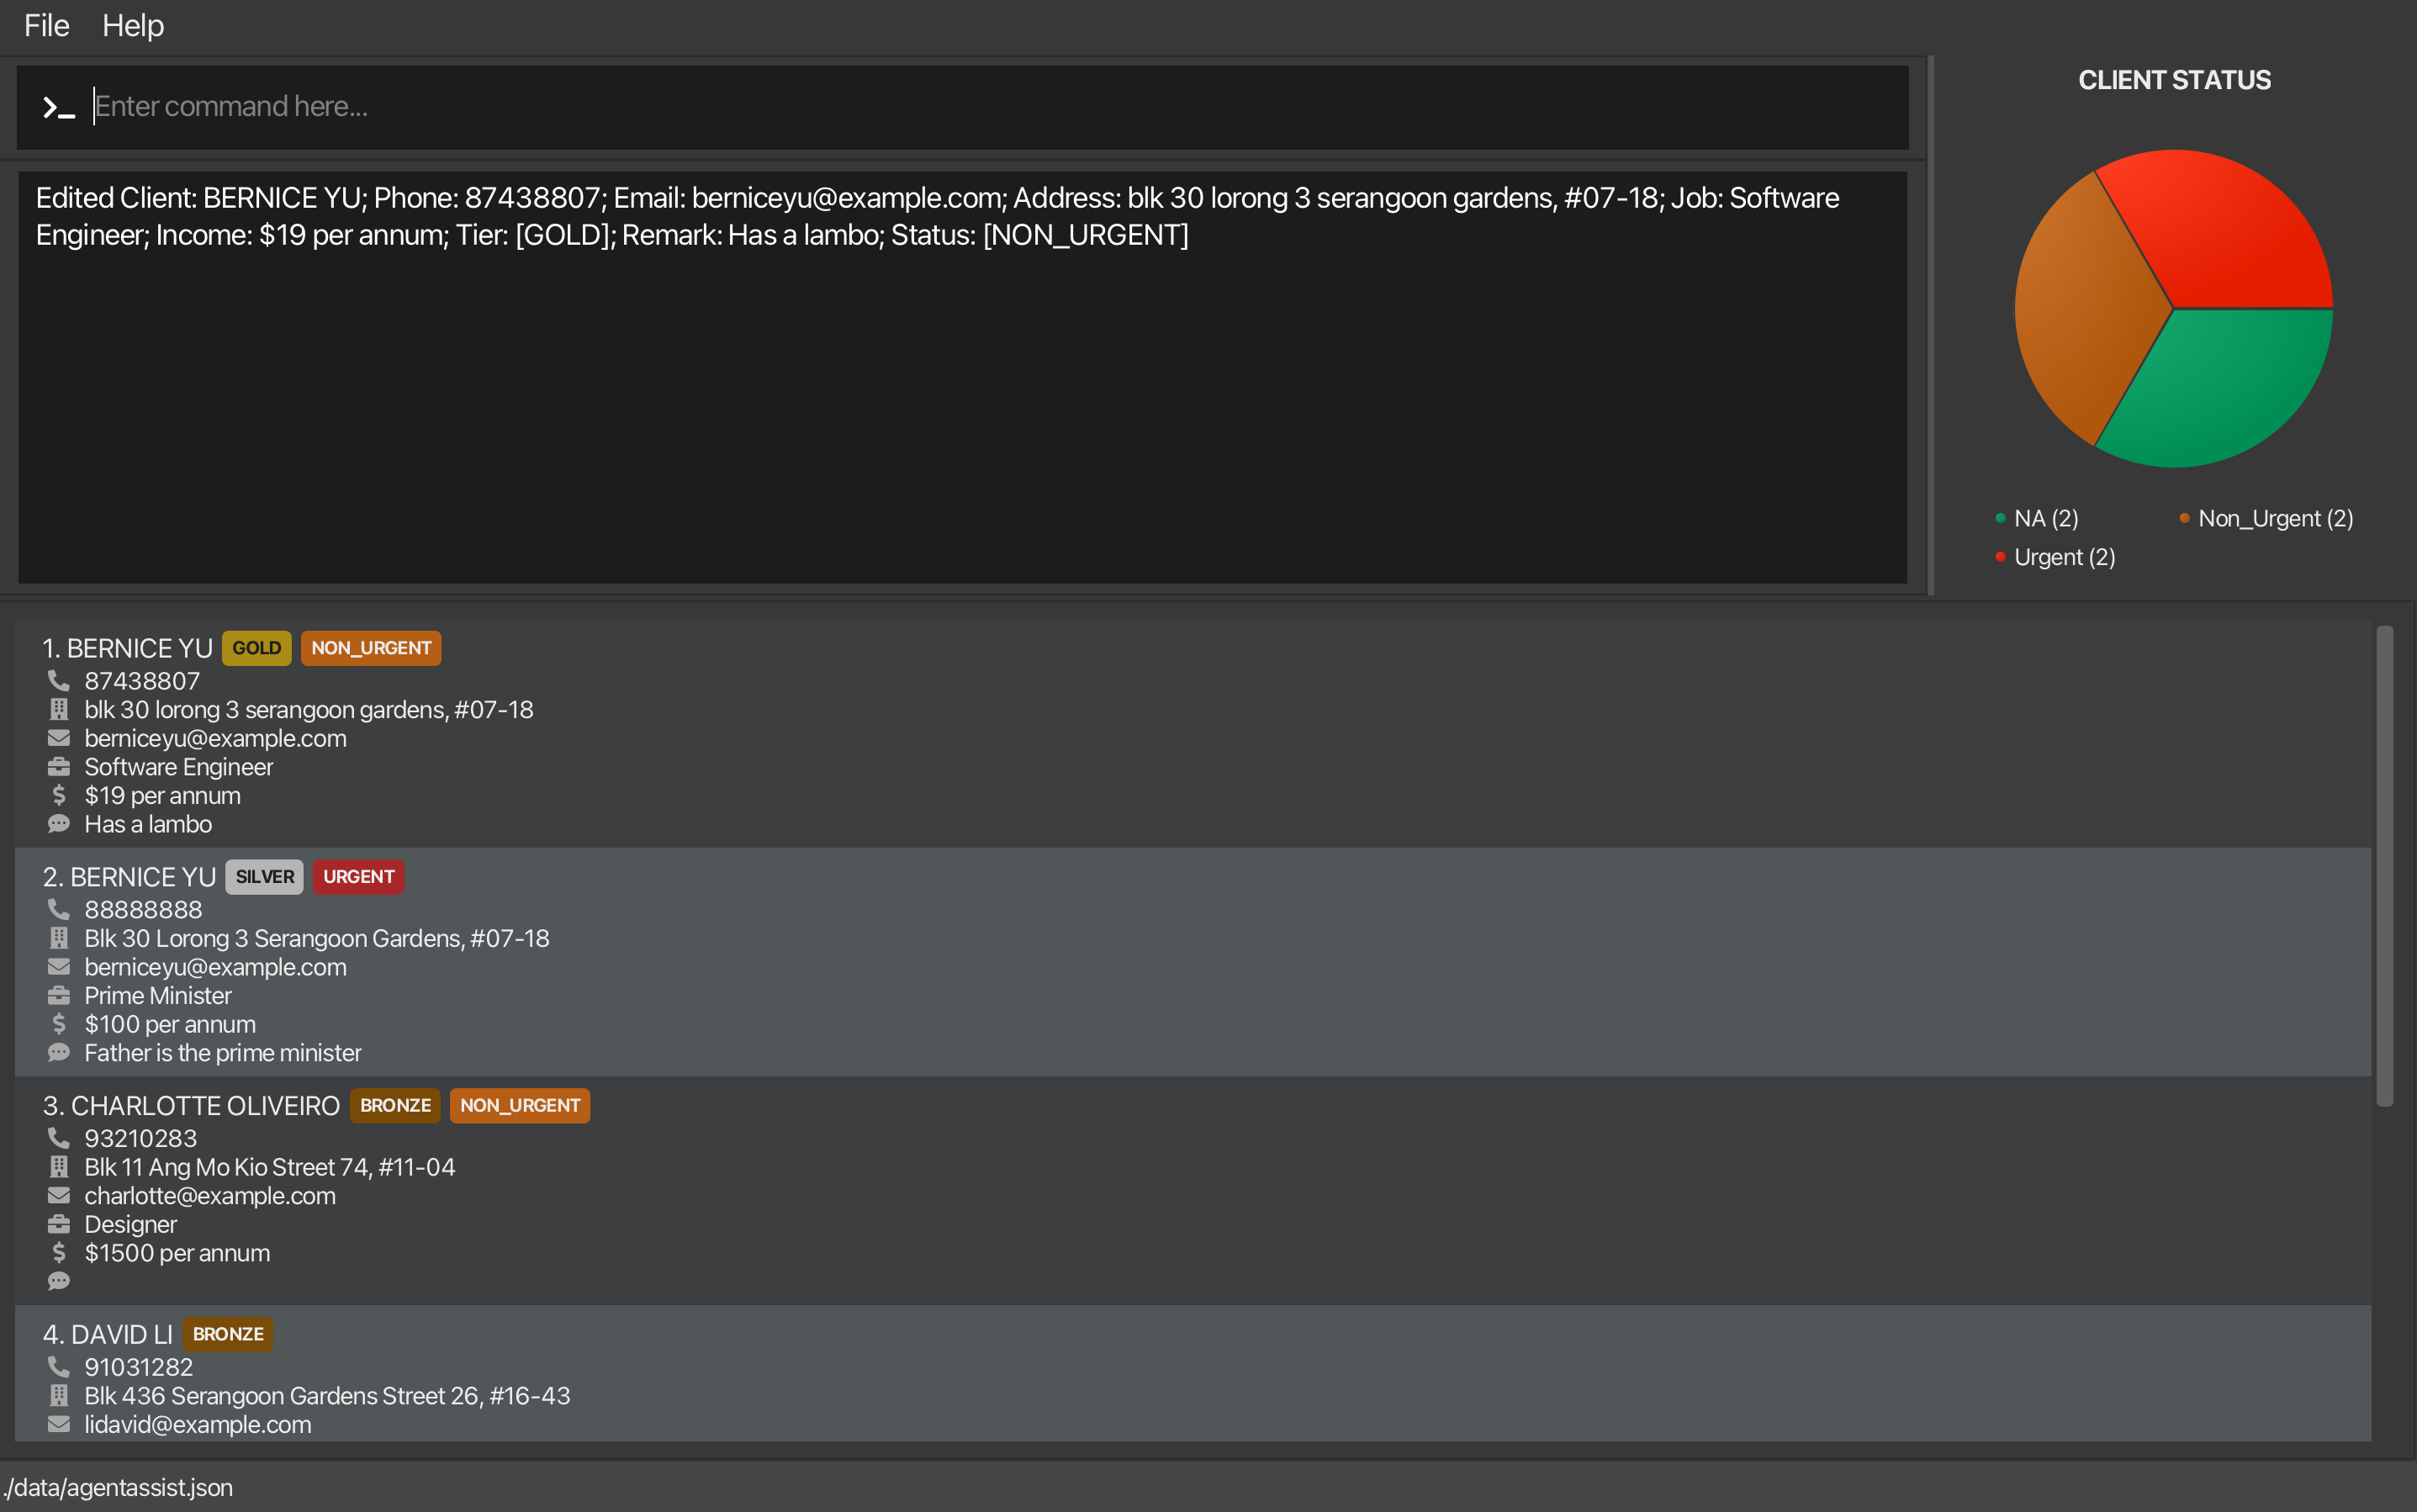 File Help
Enter command here...
Edited Client: BERNICE YU; Phone: 87438807; Email: berniceyu@example.com; Address: blk 30 lorong 3 serangoon gardens, #07-18; Job: Software
Engineer; Income: $19 per annum; Tier: [GOLD]; Remark: Has a lambo; Status: [NON_URGENT]
CLIENT STATUS
NA (2) Non_Urgent (2)
Urgent (2)
1. BERNICE YU GOLD NON_URGENT
87438807
blk 30 lorong 3 serangoon gardens, #07-18
berniceyu@example.com
Software Engineer
$19 per annum
Has a lambo
2. BERNICE YU SILVER URGENT
88888888
Blk 30 Lorong 3 Serangoon Gardens, #07-18
berniceyu@example.com
Prime Minister
$100 per annum
Father is the prime minister
3. CHARLOTTE OLIVEIRO BRONZE NON_URGENT
93210283
Blk 11 Ang Mo Kio Street 74, #11-04
charlotte@example.com
Designer
$1500 per annum
4. DAVID LI BRONZE
91031282
Blk 436 Serangoon Gardens Street 26, #16-43
lidavid@example.com
./data/agentassist.json